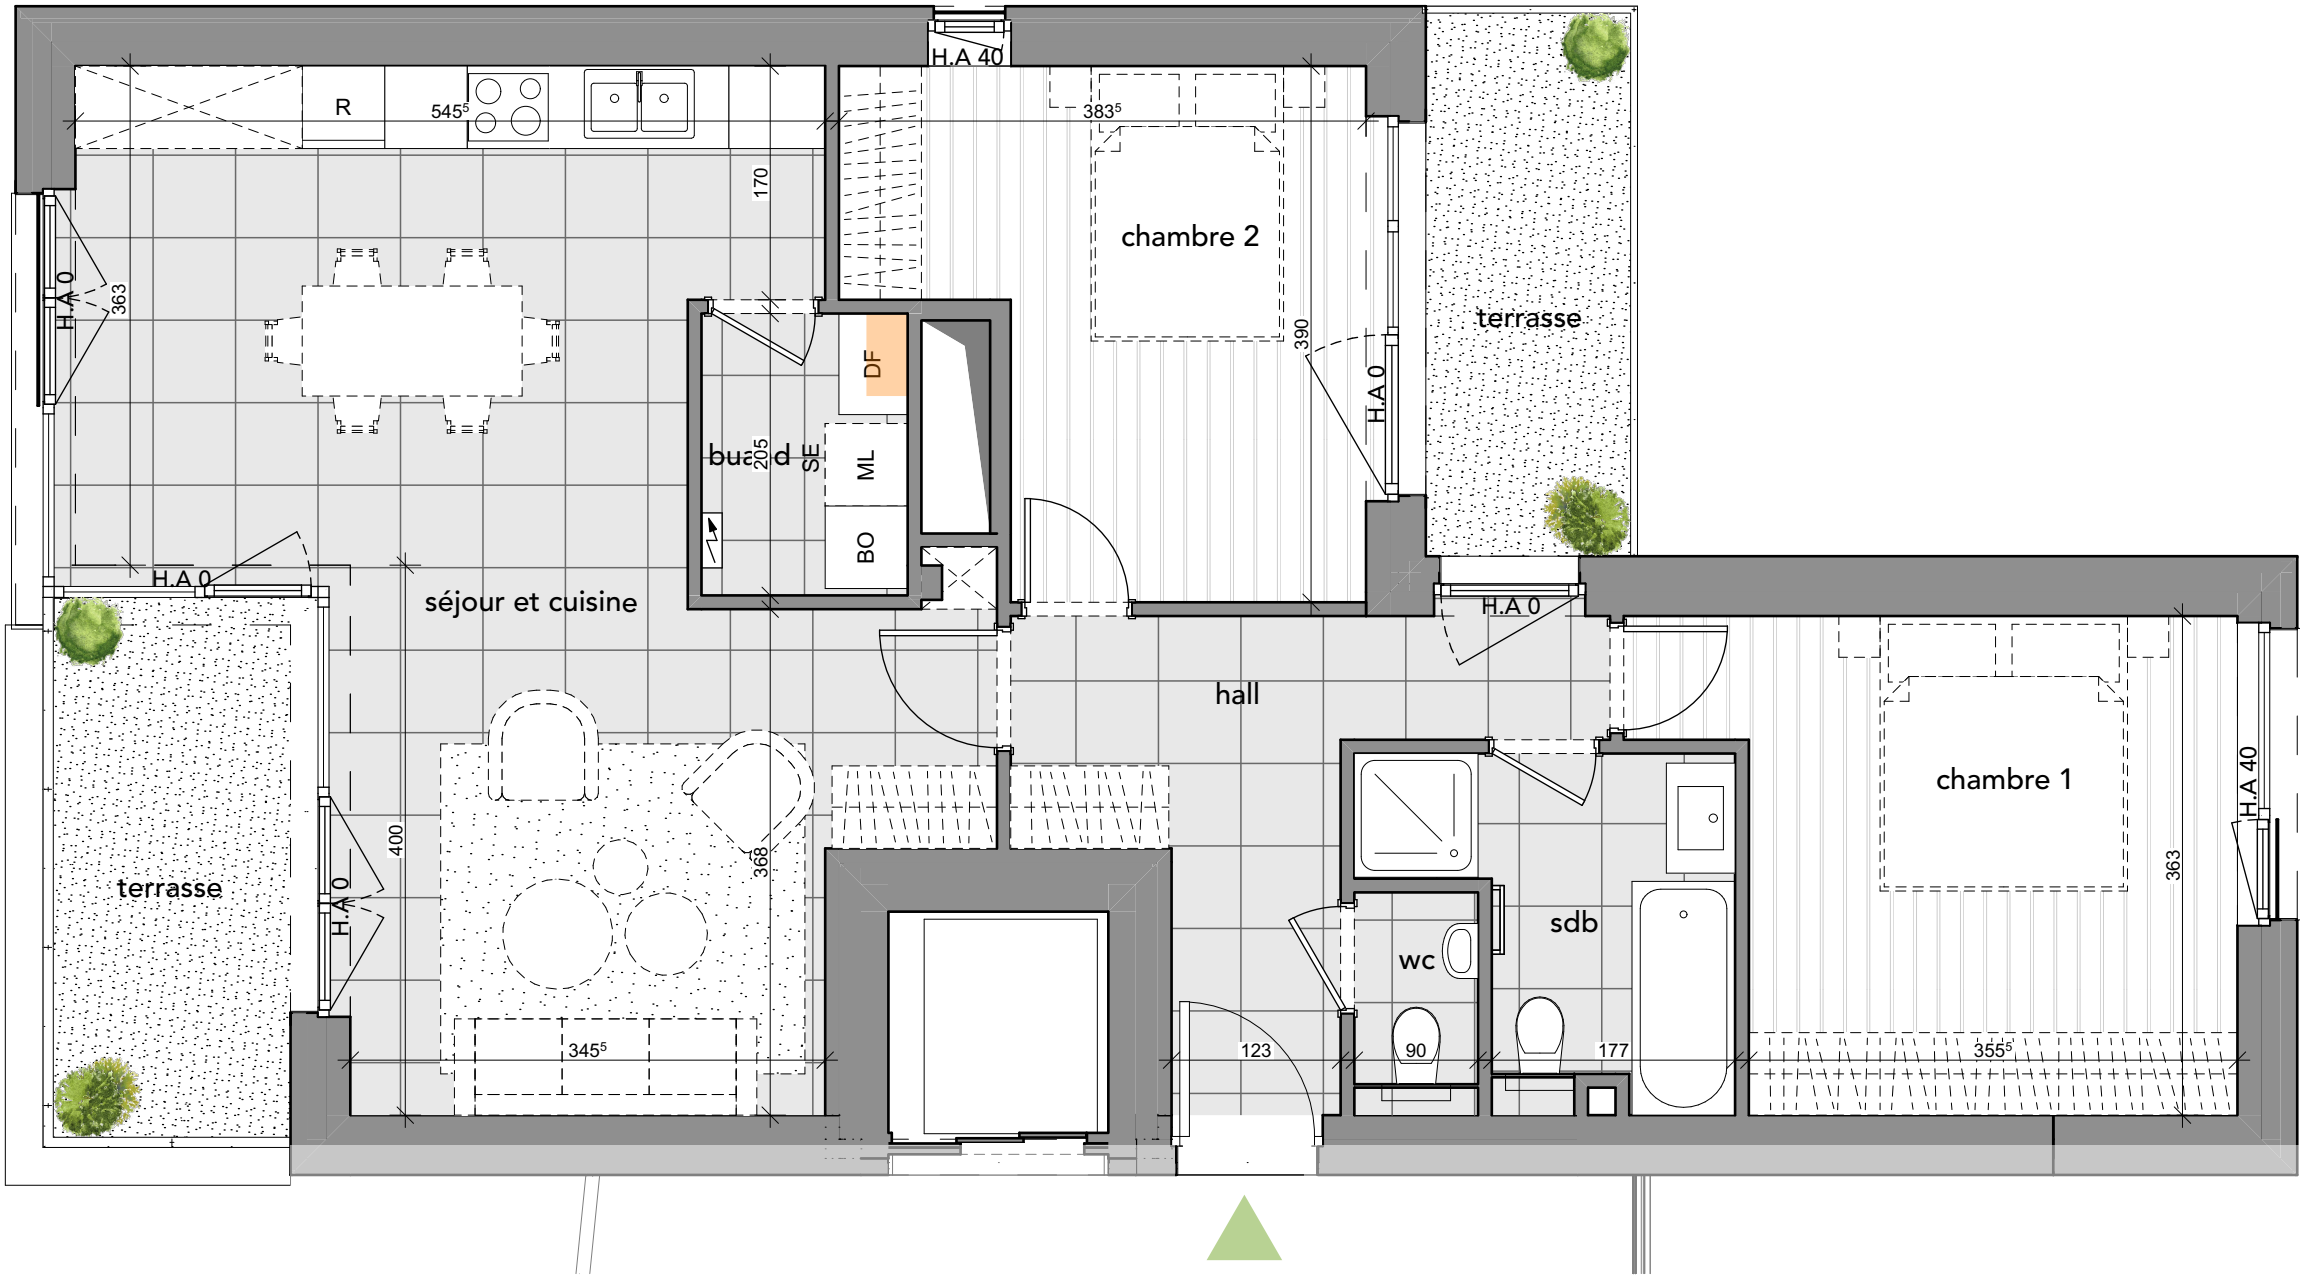 H.A 40
R
545⁵
383⁵
170
chambre 2
H.A 0
363
terrasse
390
DF
H.A 0
205
SE
ML
BO
H.A 0
séjour et cuisine
H.A 0
hall
chambre 1
H.A 40
400
368
363
terrasse
H.A 0
sdb
wc
345⁵
123
90
177
355⁵